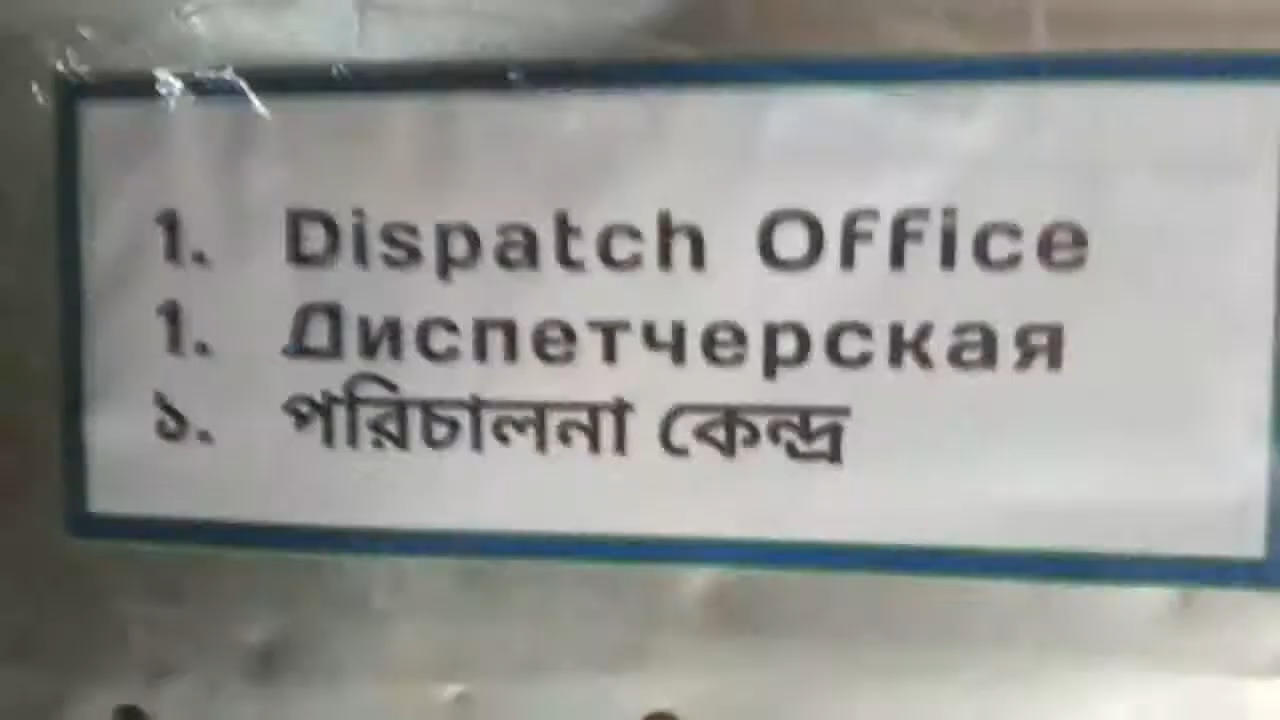 1. Dispatch Office
1. Диспетчерская
১. পরিচালনা কেন্দ্র